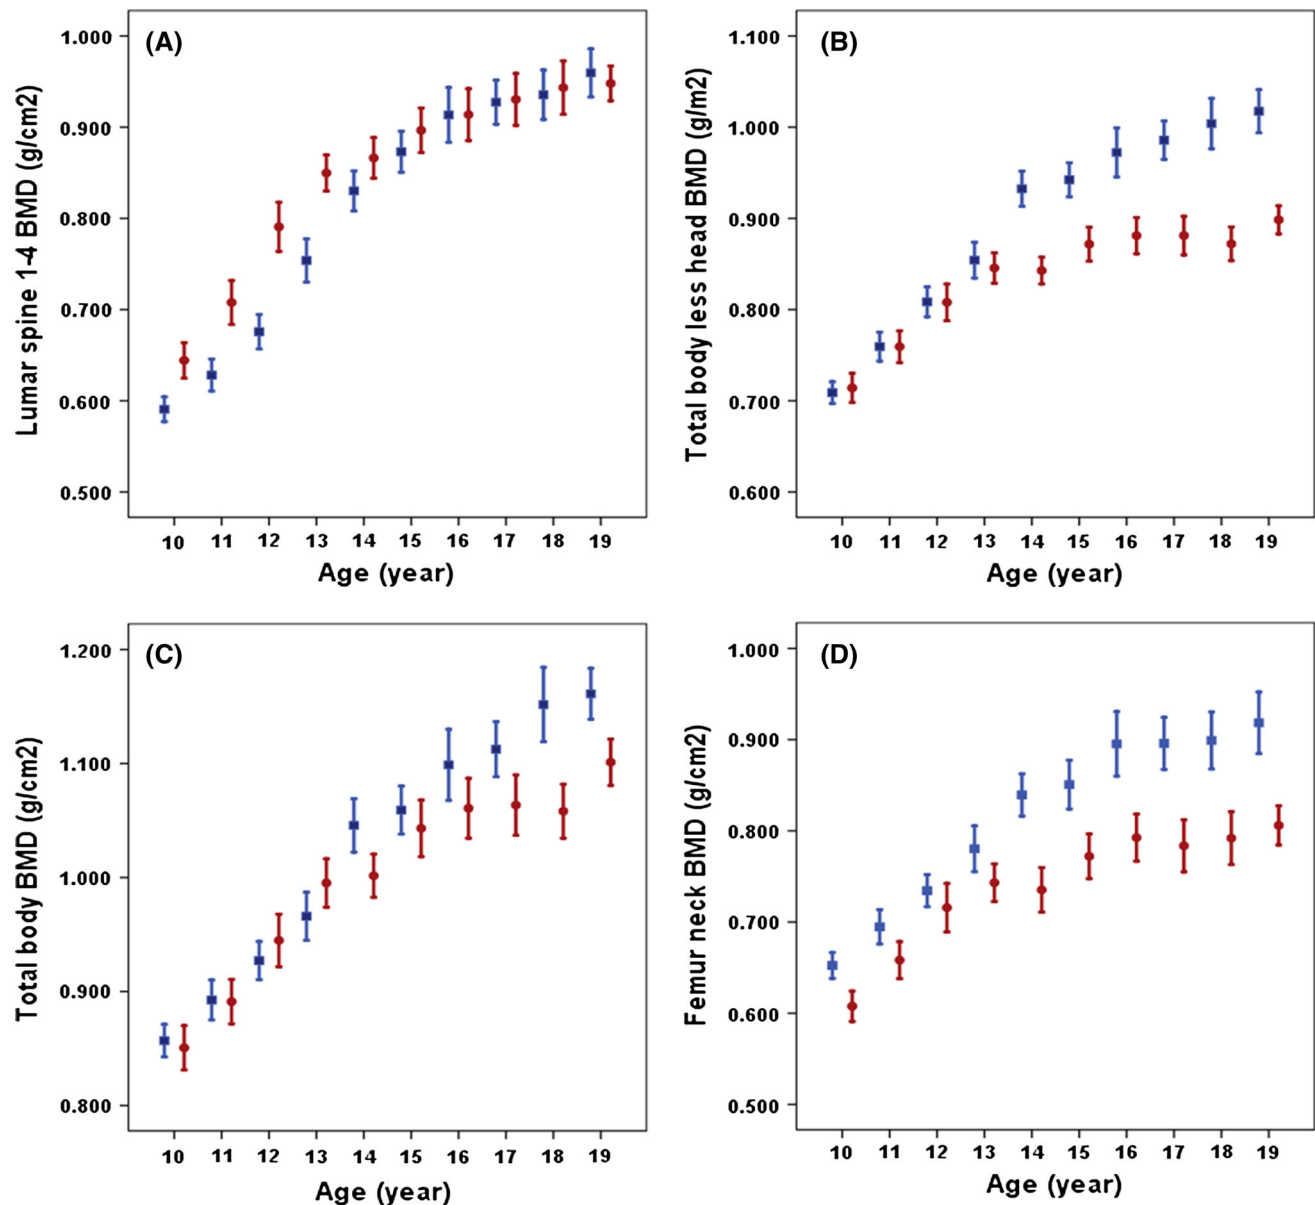 (A)
Lumar spine 1-4 BMD (g/cm2)
1.000
0.900
0.800
0.700
0.600
0.500
10 11 12 13 14 15 16 17 18 19
Age (year)
(B)
Total body less head BMD (g/m2)
1.100
1.000
0.900
0.800
0.700
0.600
10 11 12 13 14 15 16 17 18 19
Age (year)
(C)
Total body BMD (g/cm2)
1.200
1.100
1.000
0.900
0.800
10 11 12 13 14 15 16 17 18 19
Age (year)
(D)
Femur neck BMD (g/cm2)
1.000
0.900
0.800
0.700
0.600
0.500
10 11 12 13 14 15 16 17 18 19
Age (year)